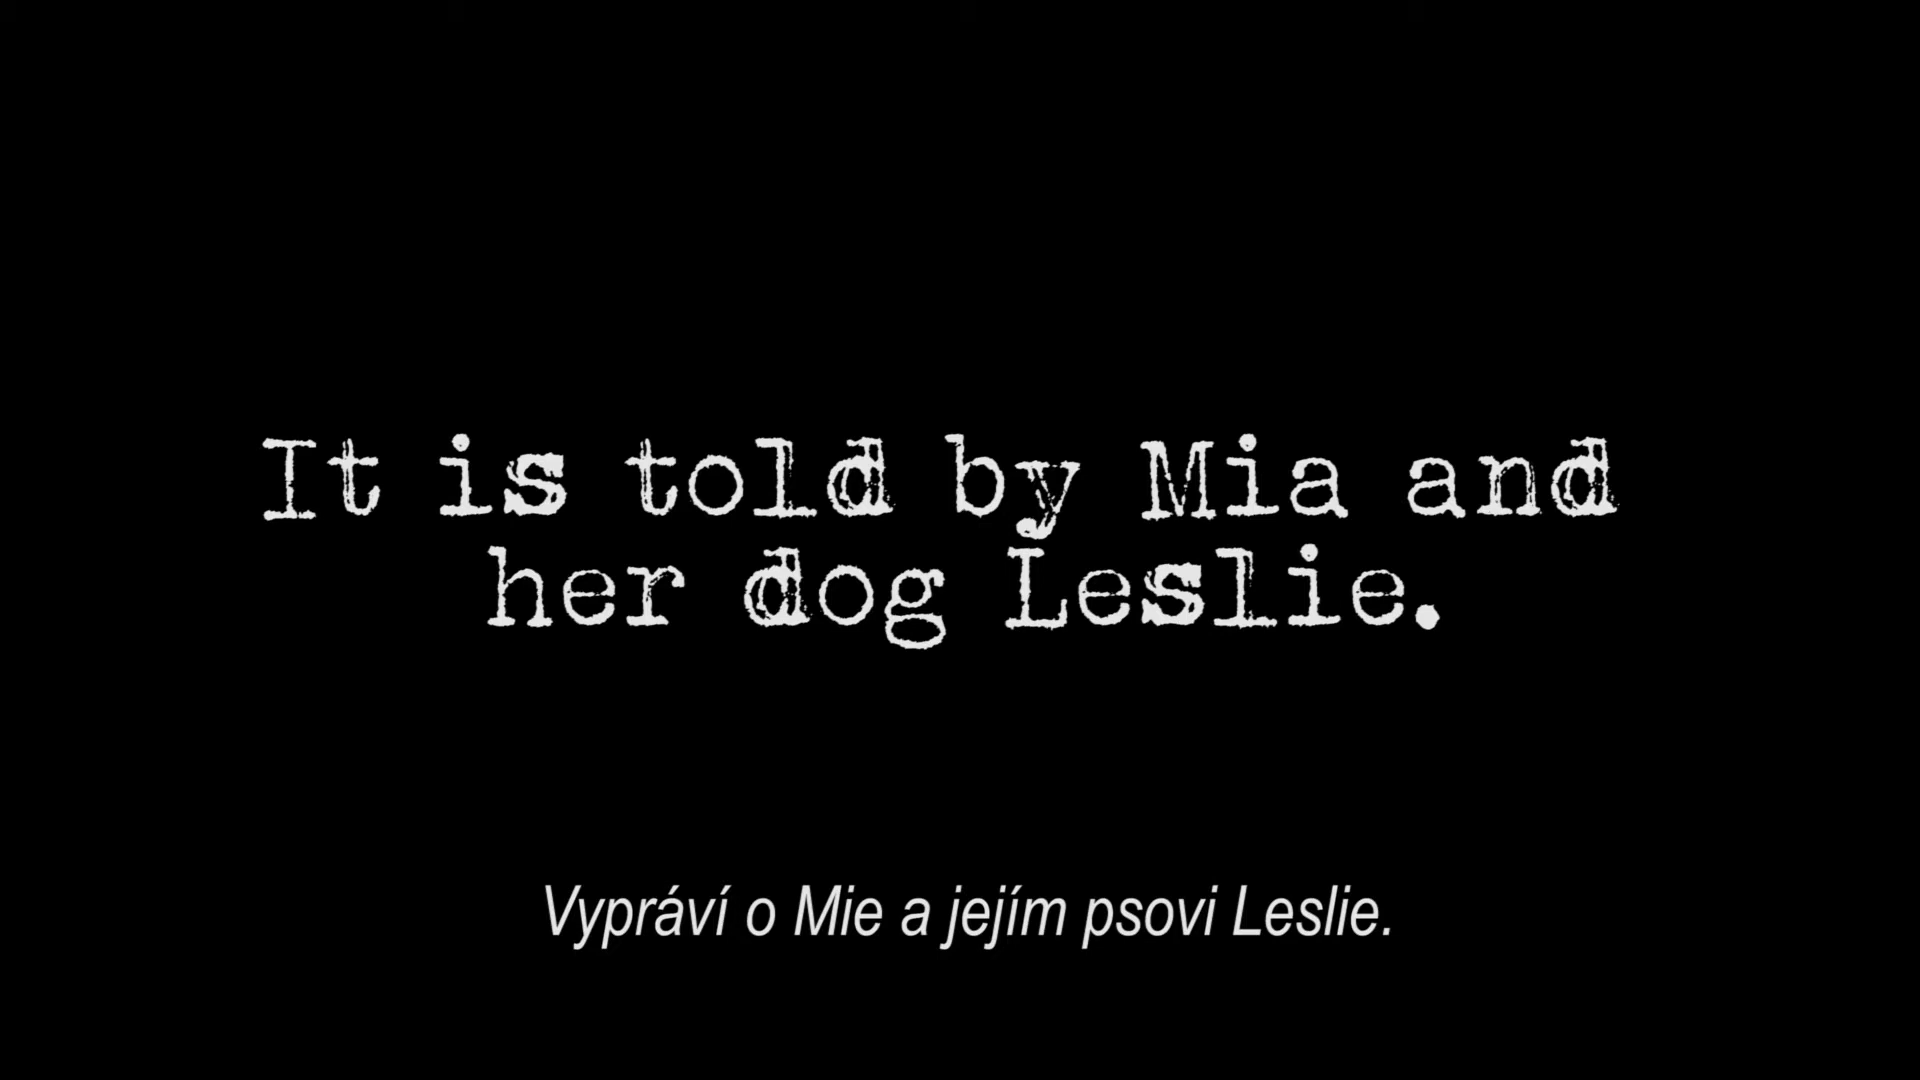 It is told by Mia and
her dog Leslie.
Vypráví o Mie a jejím psovi Leslie.